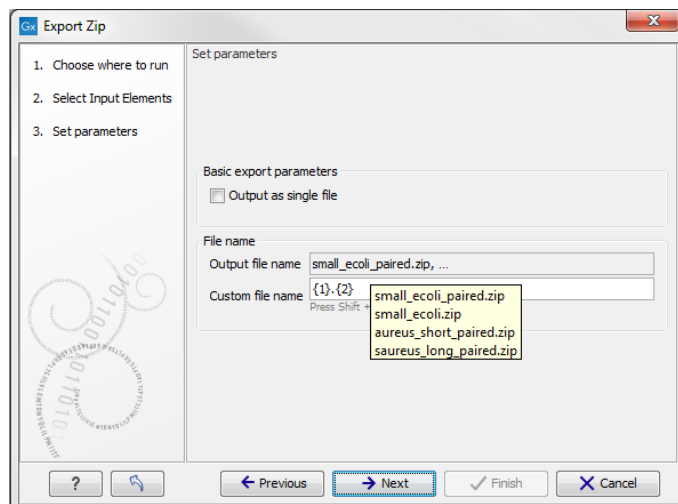 Gx Export Zip
X
1. Choose where to run
2. Select Input Elements
3. Set parameters
Set parameters
Basic export parameters
Output as single file
File name
Output file name small_ecoli_paired.zip, ...
Custom file name {1}.{2}
Press Shift +
small_ecoli_paired.zip
small_ecoli.zip
aureus_short_paired.zip
saureus_long_paired.zip
? Previous Next Finish Cancel